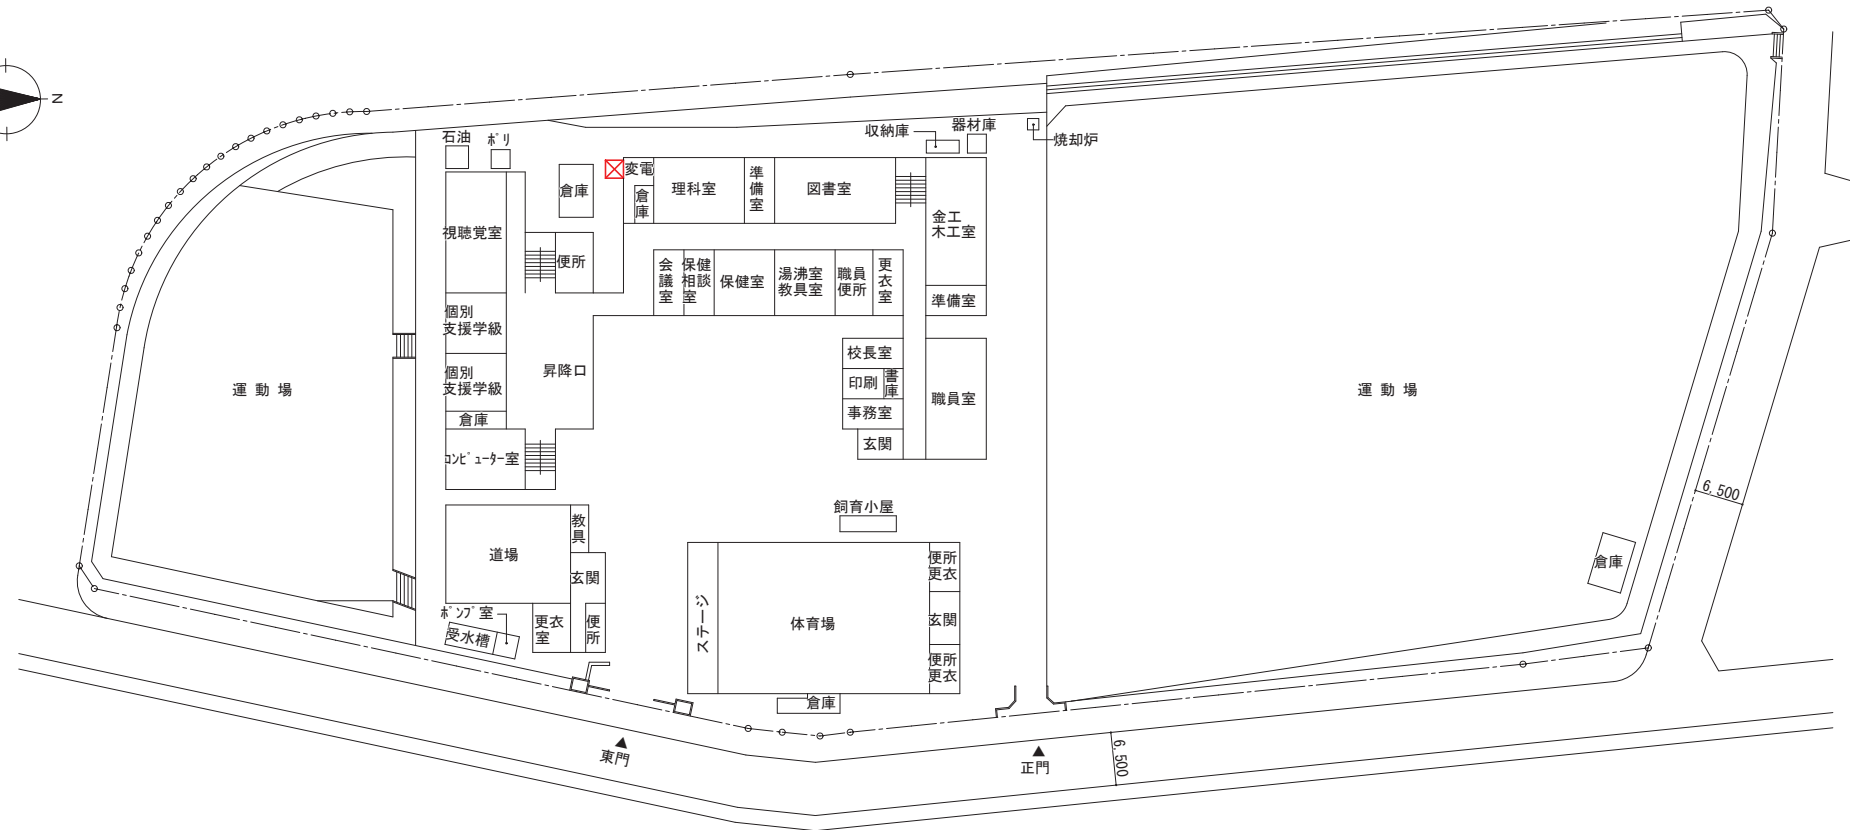 N
石油
ﾎﾟﾘ
収納庫
器材庫
焼却炉
変電
倉庫
倉庫
理科室
準
備
室
図書室
金工
木工室
視聴覚室
便所
会
議
室
保健
相談
室
保健室
湯沸室
教具室
職員
便所
更
衣
室
準備室
個別
支援学級
個別
支援学級
昇降口
倉庫
ｺﾝﾋﾟｭｰﾀｰ室
校長室
印刷
書
庫
事務室
玄関
職員室
運 動 場
運 動 場
飼育小屋
道場
教
具
玄関
ﾎﾟﾝﾌﾟ室
受水槽
更衣
室
便
所
ステージ
体育場
便所
更衣
玄関
便所
更衣
倉庫
倉庫
6,500
東門
正門
6,500